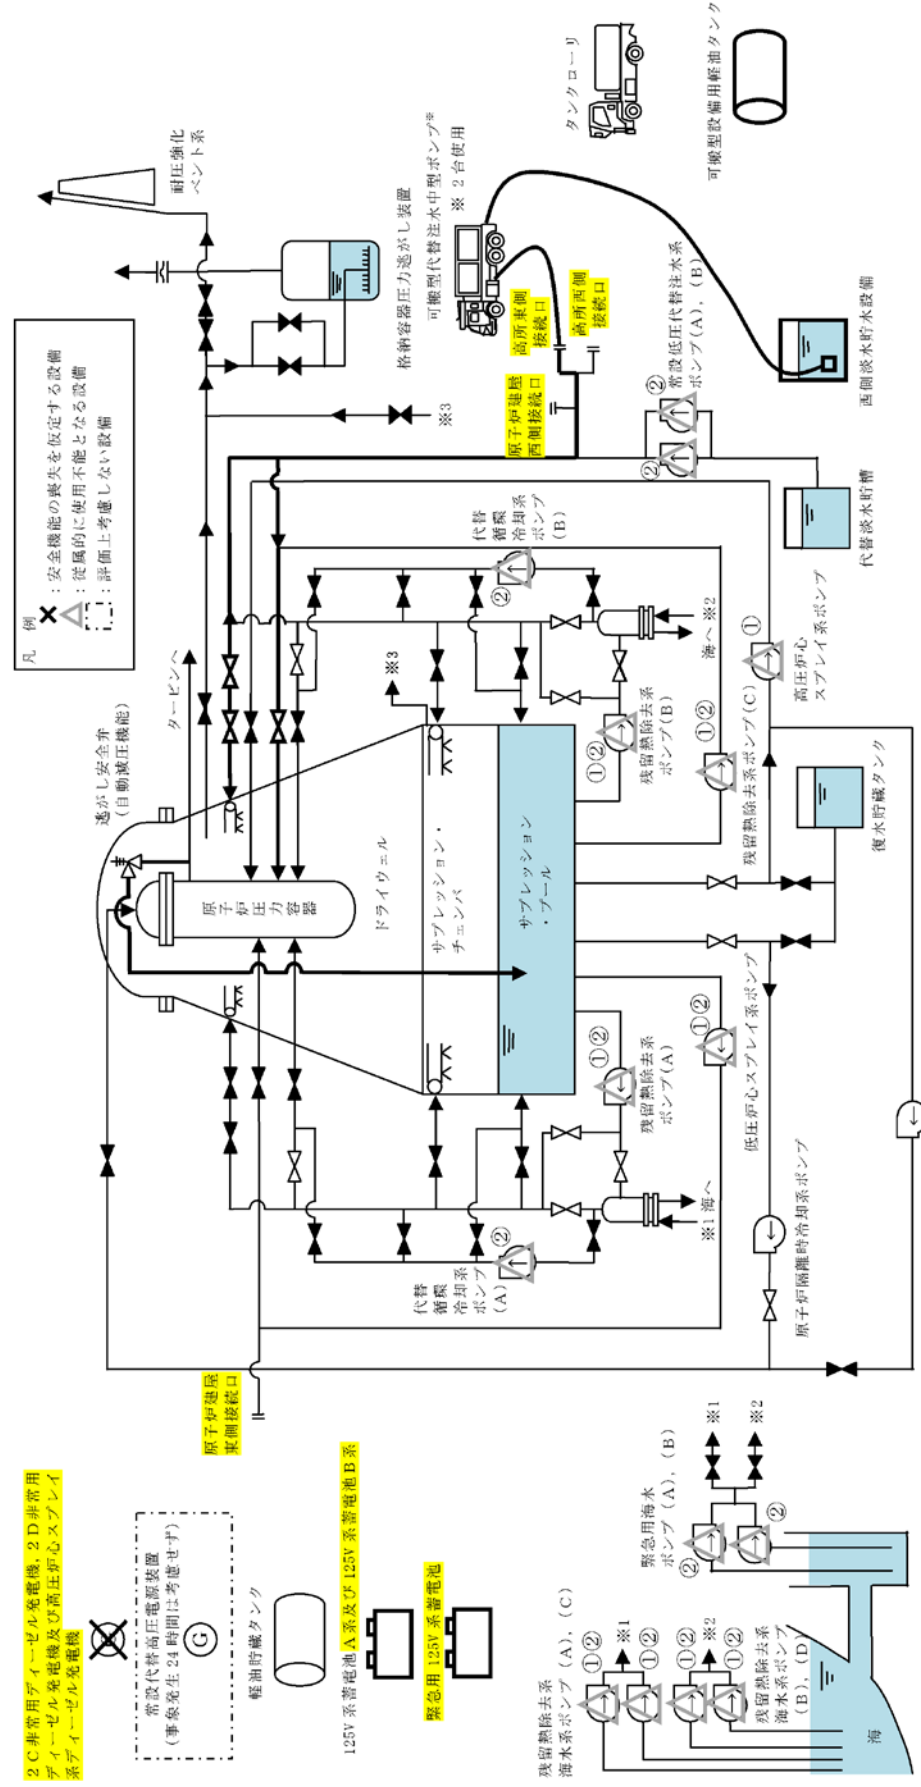 2C非常用ディーゼル発電機,2D非常用
ディーゼル発電機及び高圧炉心スプレイ
系ディーゼル発電機
常設代替高圧電源装置
(事象発生24時間は考慮せず)
G
軽油貯蔵タンク
125V系蓄電池A系及び125V系蓄電池B系
緊急用125V系蓄電池
残留熱除去系
海水系ポンプ(A),(C)
①②
※1
①②
①②
※2
①②
残留熱除去系
海水系ポンプ
(B),(D)
海
緊急用海水
ポンプ(A),(B)
②
②
※1
※2
原子炉建屋
東側接続口
逃がし安全弁
(自動減圧機能)
タービンへ
原子炉圧力容器
ドライウェル
サプレッション・
チェンバ
サプレッション
・プール
※3
代替
循環
冷却系
ポンプ
(A)
②
※1
海へ
①②
残留熱除去系
ポンプ(A)
①②
低圧炉心スプレイ系ポンプ
原子炉隔離時冷却系ポンプ
代替
循環
冷却系
ポンプ
(B)
②
海へ
※2
①②
残留熱除去系
ポンプ(B)
①②
残留熱除去系ポンプ(C)
①
高圧炉心
スプレイ系ポンプ
復水貯蔵タンク
凡 例
:安全機能の喪失を仮定する設備
:従属的に使用不能となる設備
:評価上考慮しない設備
耐圧強化
ベント系
格納容器圧力逃がし装置
※3
可搬型代替注水中型ポンプ※
※ 2台使用
高所東側
接続口
高所西側
接続口
原子炉建屋
西側接続口
②
②
常設低圧代替注水系
ポンプ(A),(B)
代替淡水貯槽
西側淡水貯水設備
タンクローリ
可搬型設備用軽油タンク